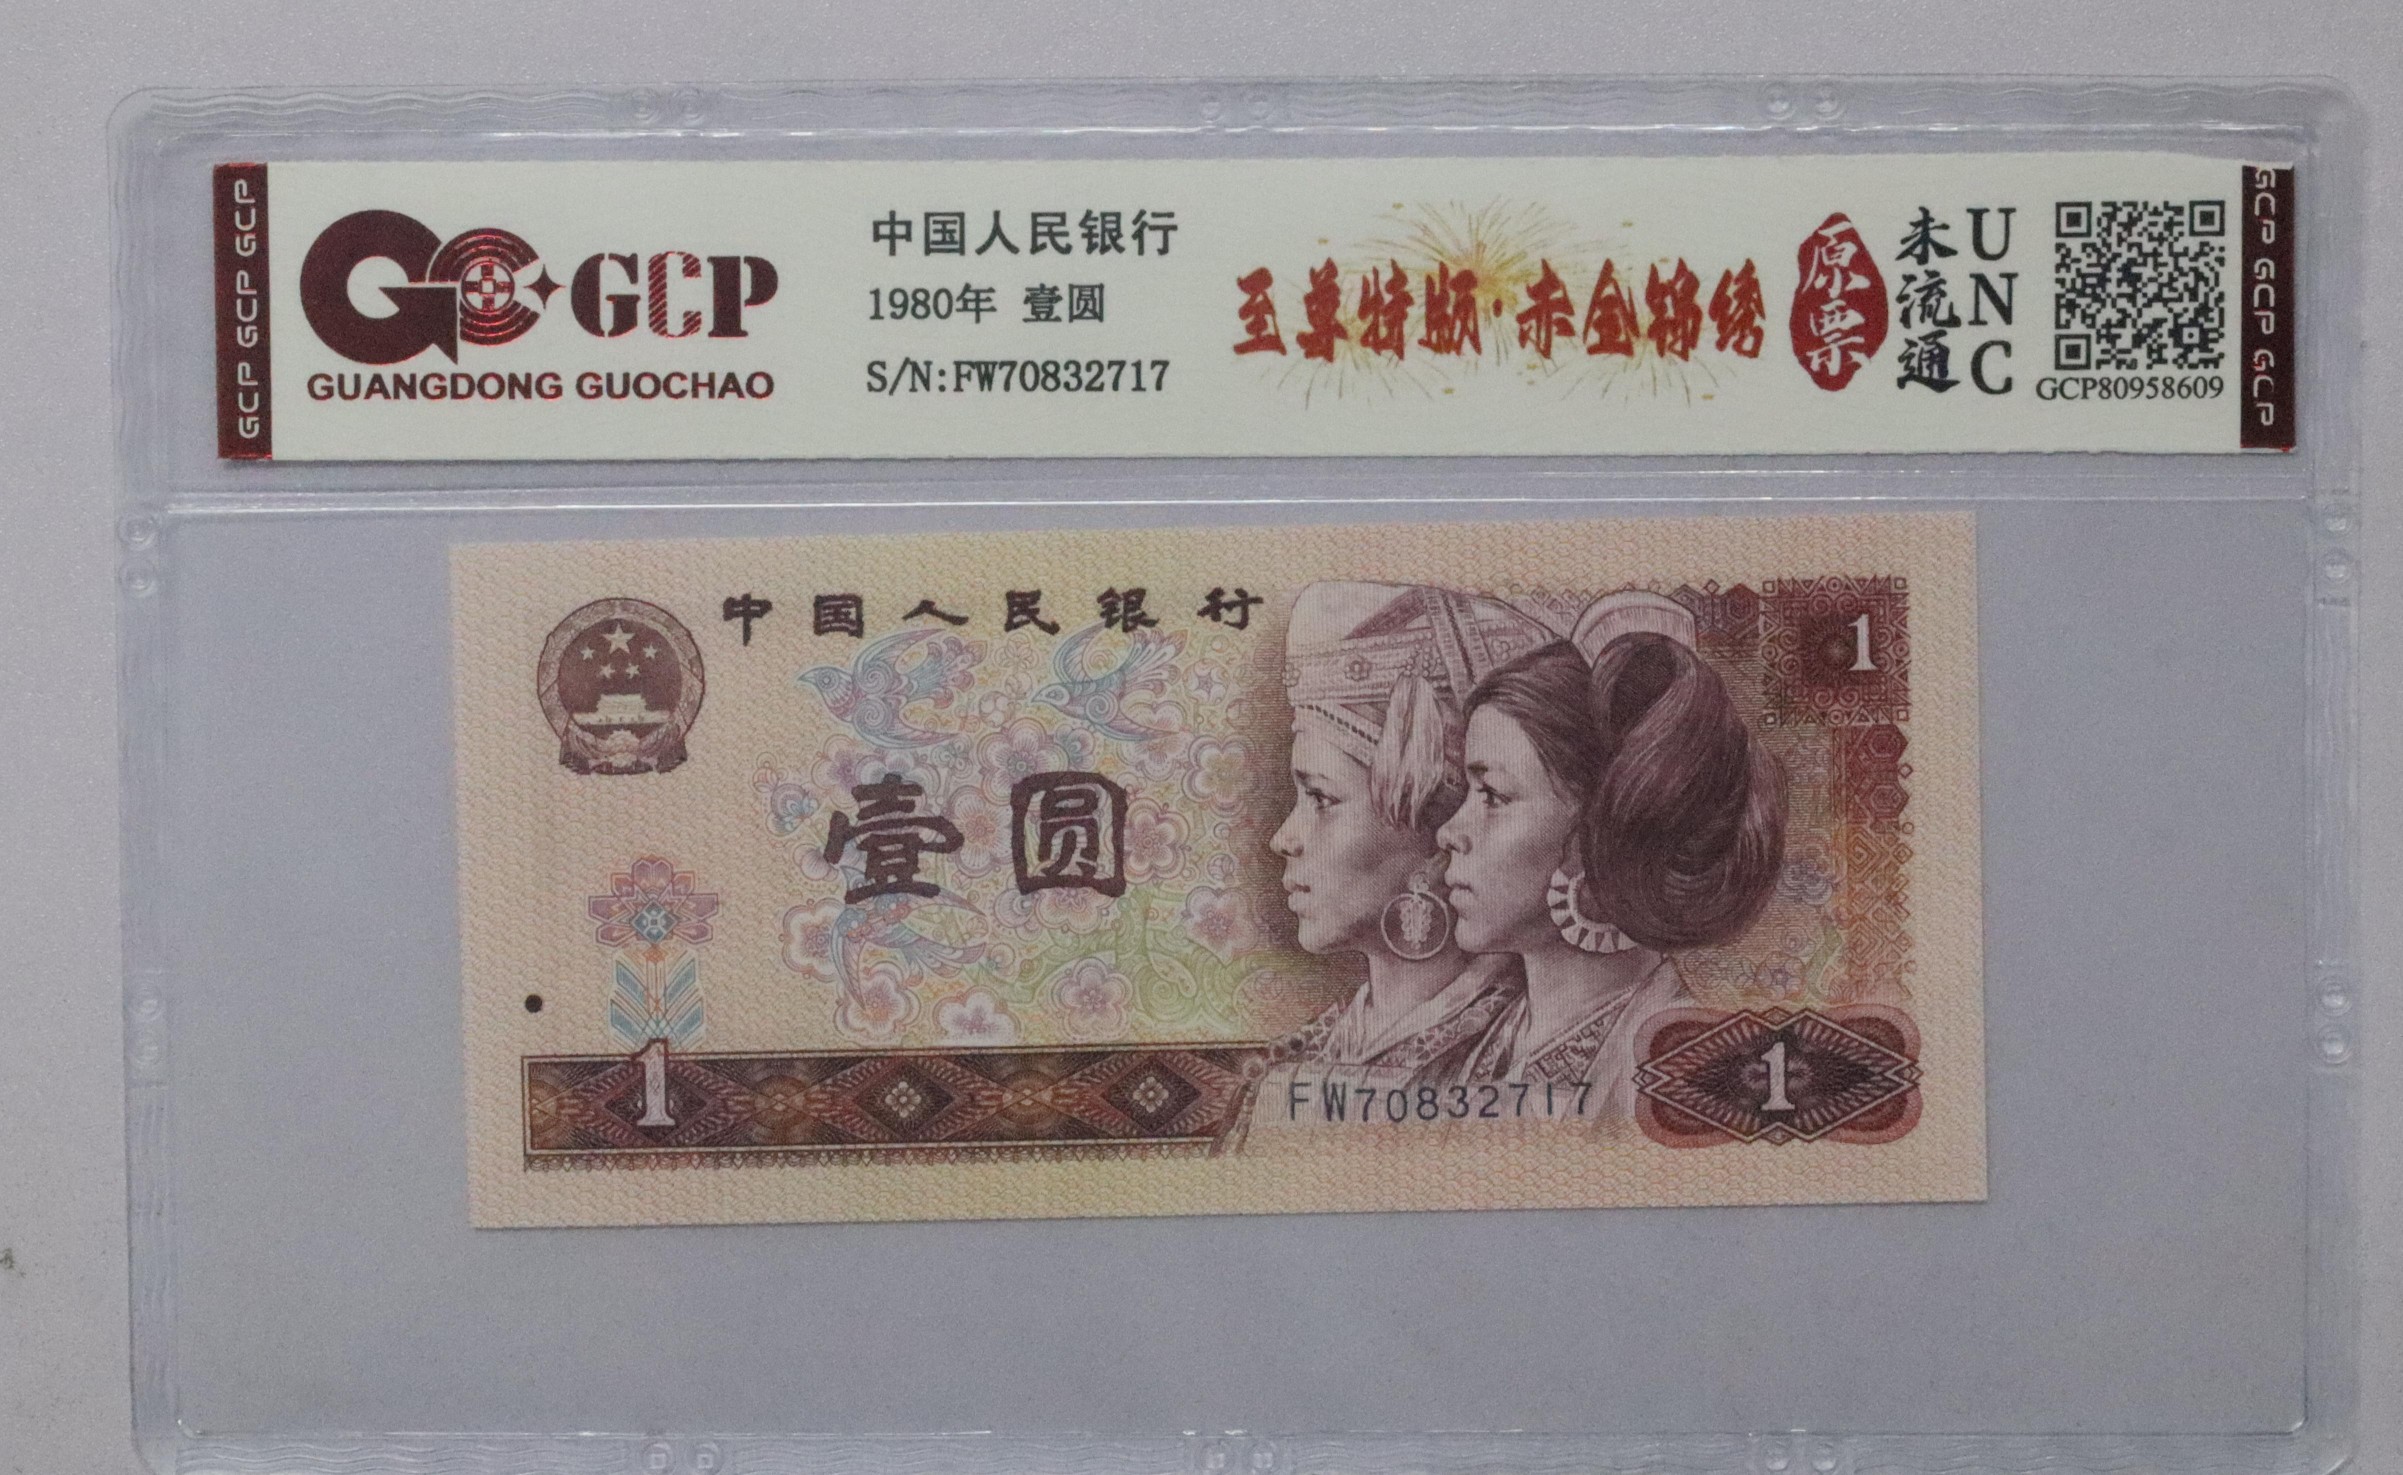 GCP GCP GCP
GCP
GUANGDONG GUOCHAO
中国人民银行
1980年 壹圆
S/N:FW70832717
至尊特版·赤金锦绣
原票
未流通
UNC
GCP80958609
GCP GCP GCP
中国人民银行
1
壹圆
1
FW70832717
1